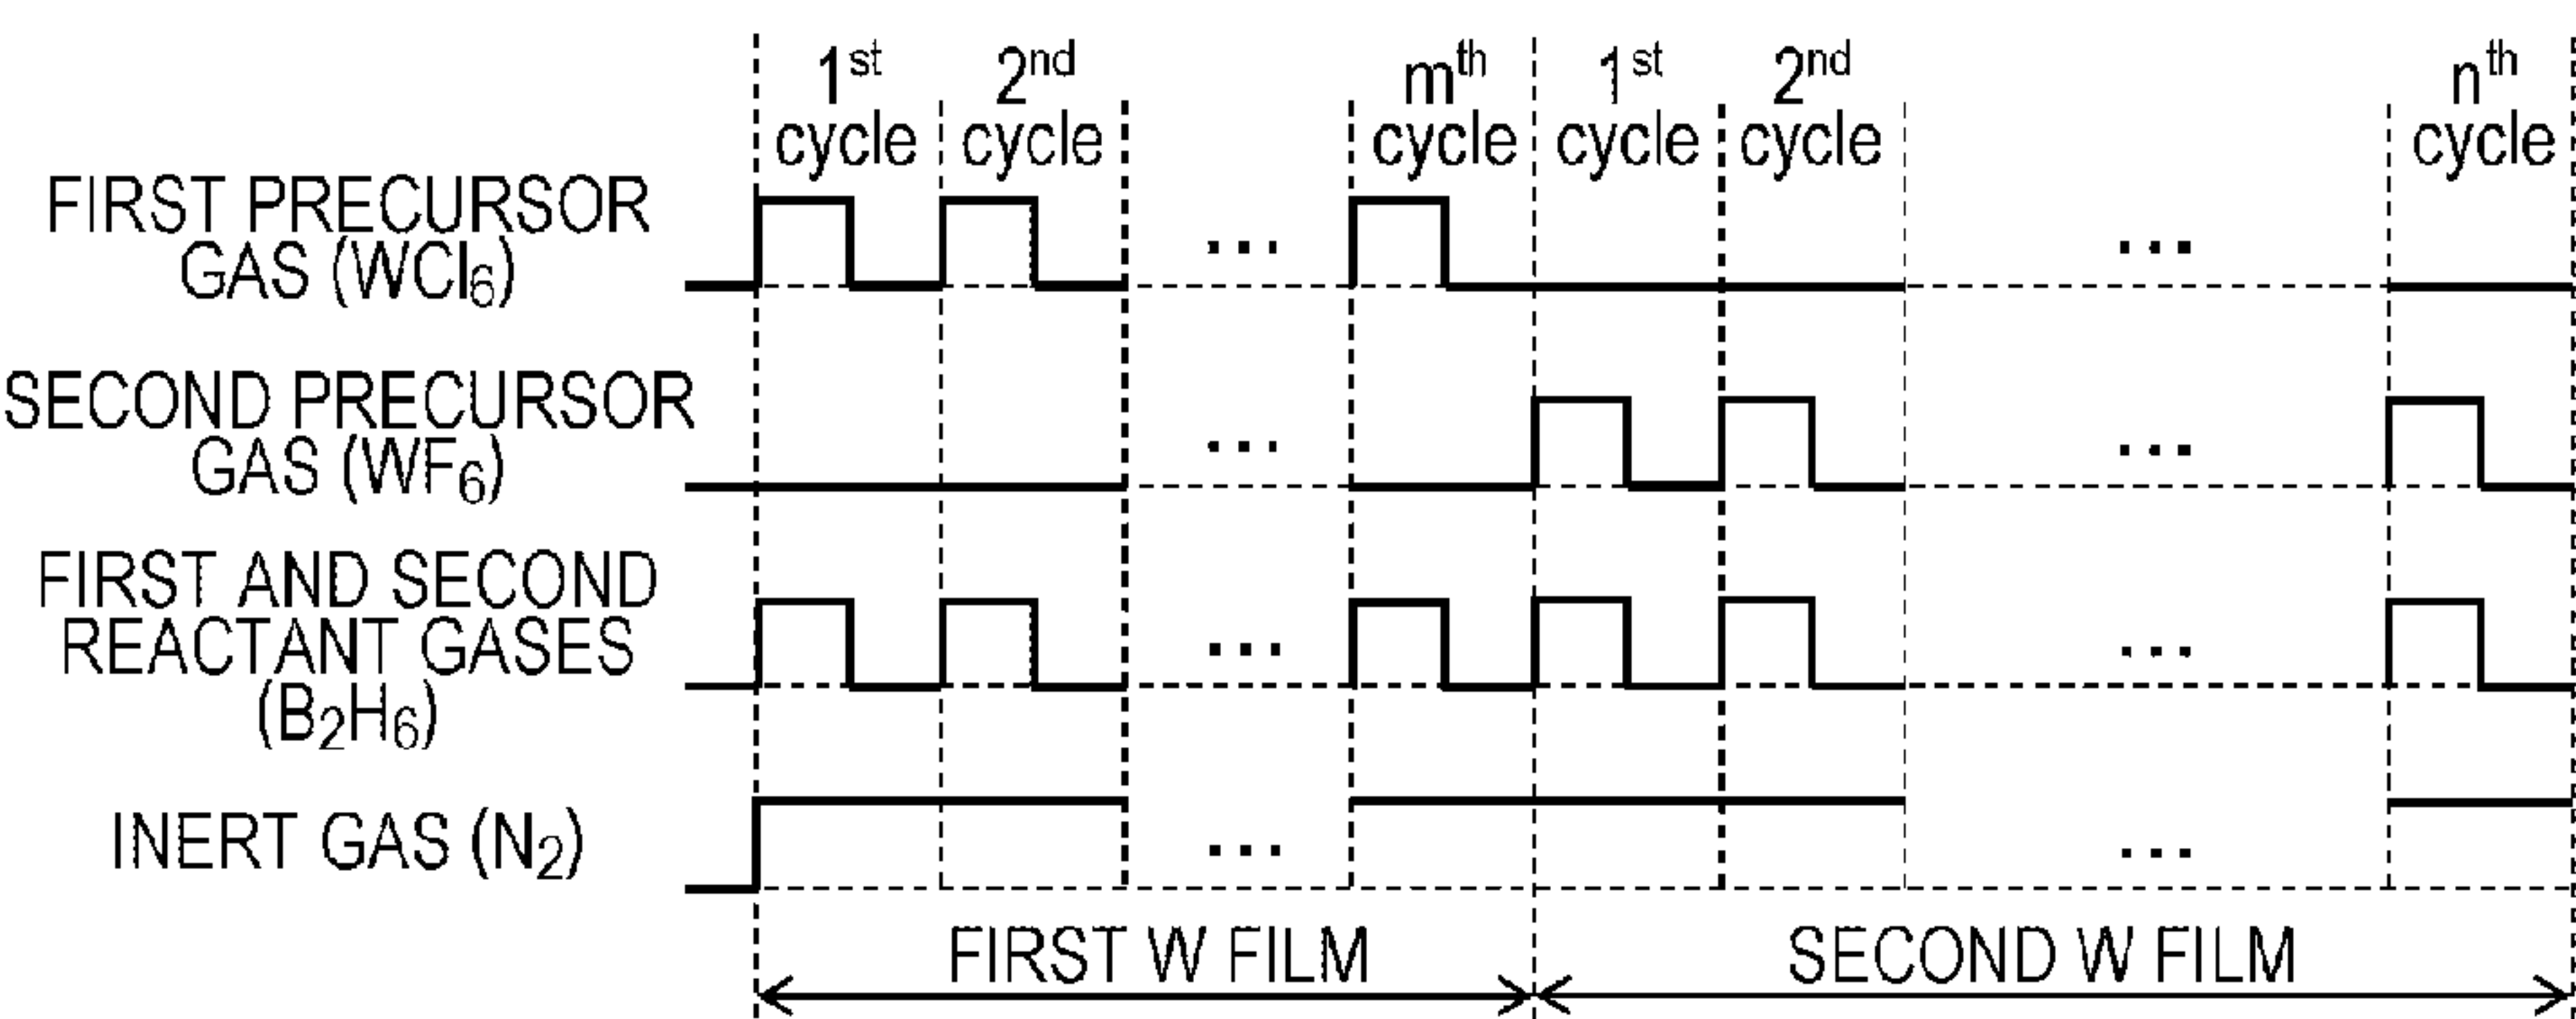 1st cycle
2nd cycle
mth cycle
1st cycle
2nd cycle
nth cycle
FIRST PRECURSOR
GAS (WCl6)
...
...
SECOND PRECURSOR
GAS (WF6)
...
...
FIRST AND SECOND
REACTANT GASES
(B2H6)
...
...
INERT GAS (N2)
...
...
FIRST W FILM
SECOND W FILM